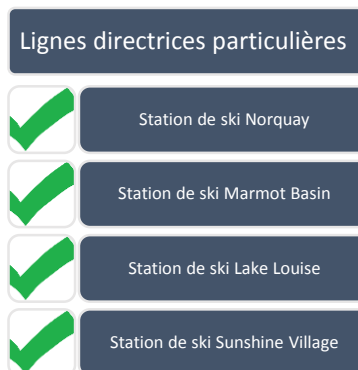 Lignes directrices particulières
Station de ski Norquay
Station de ski Marmot Basin
Station de ski Lake Louise
Station de ski Sunshine Village